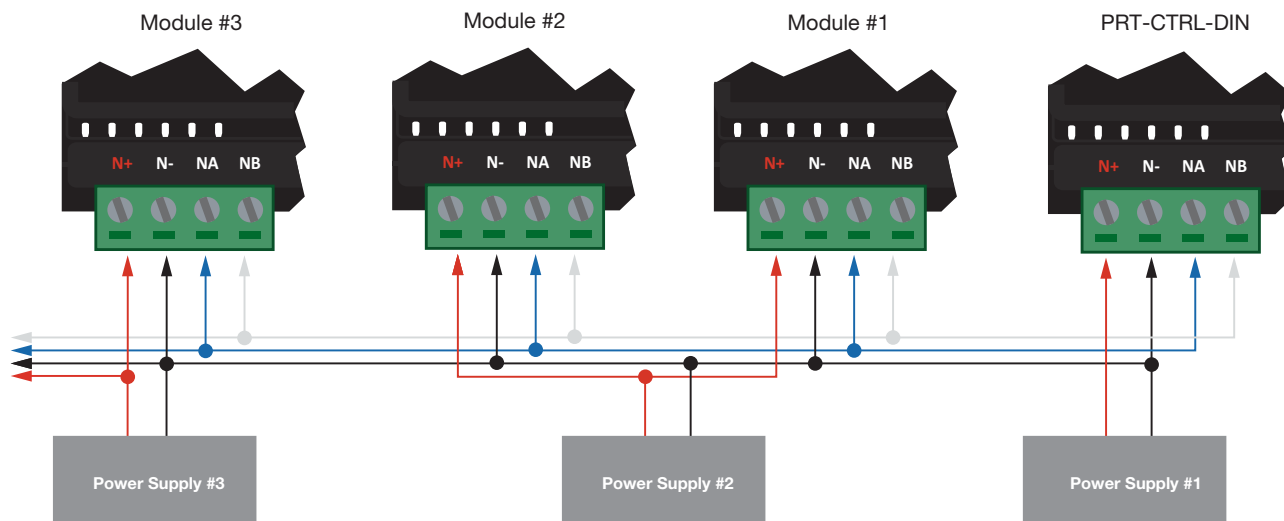 Module #3
Module #2
Module #1
PRT-CTRL-DIN
N+ N- NA NB
N+ N- NA NB
N+ N- NA NB
N+ N- NA NB
Power Supply #3
Power Supply #2
Power Supply #1